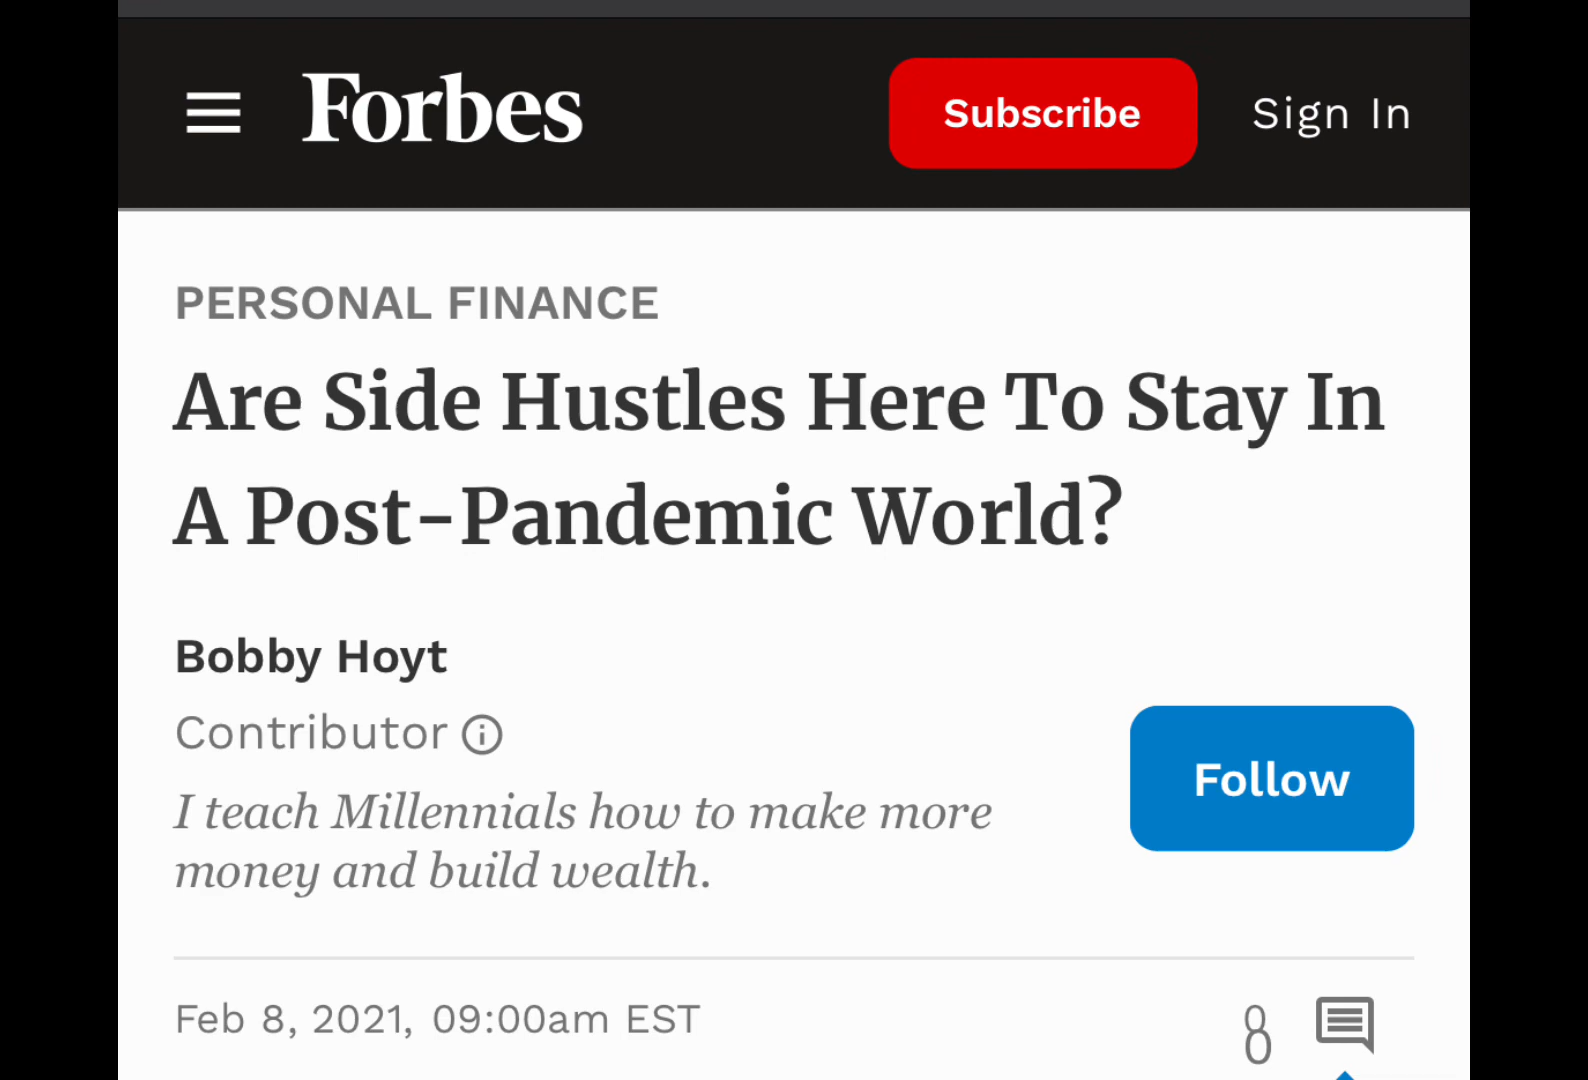 Forbes
Subscribe
Sign In
PERSONAL FINANCE
Are Side Hustles Here To Stay In
A Post-Pandemic World?
Bobby Hoyt
Contributor
I teach Millennials how to make more
money and build wealth.
Follow
Feb 8, 2021, 09:00am EST
8